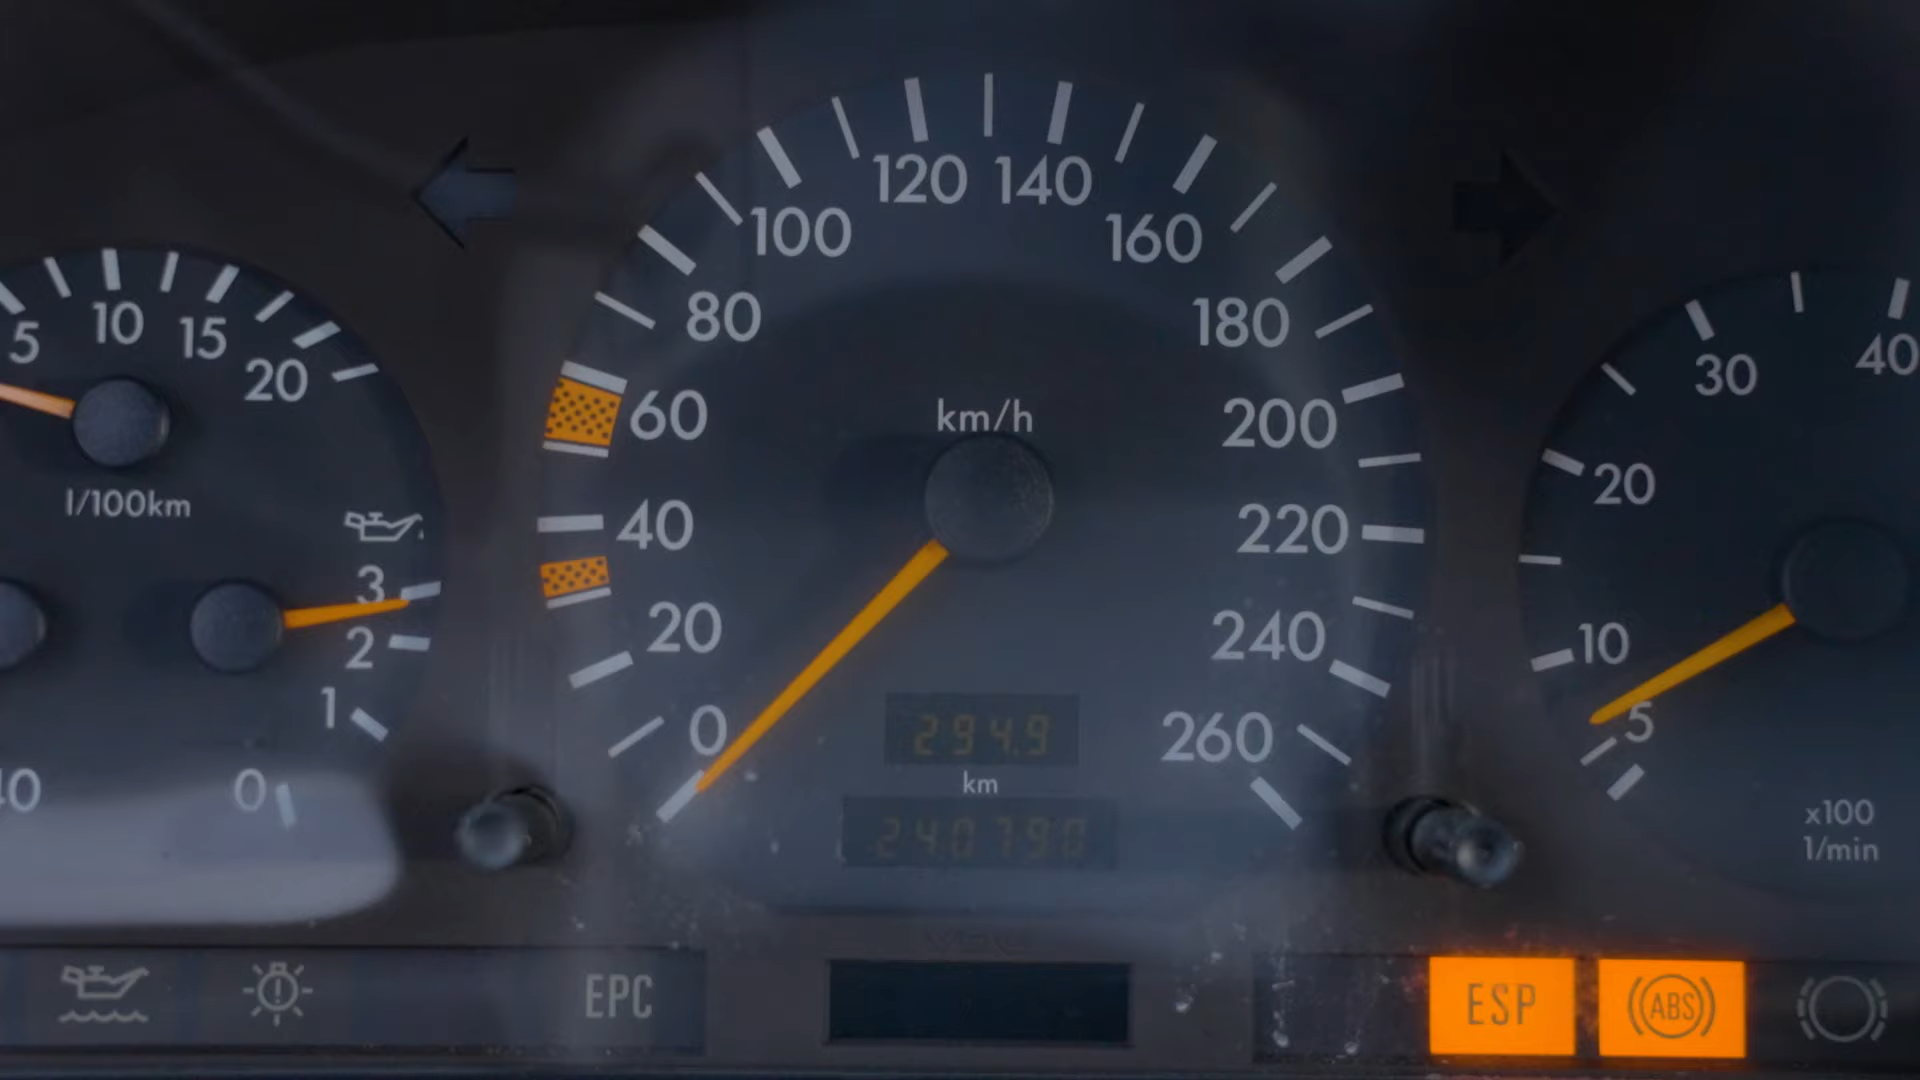 5 10 15 20
l/100km
3
2
1
0
40
0 20 40 60 80 100 120 140 160 180 200 220 240 260
km/h
294.9
km
240790
5 10 20 30 40
x100
1/min
EPC
ESP
ABS